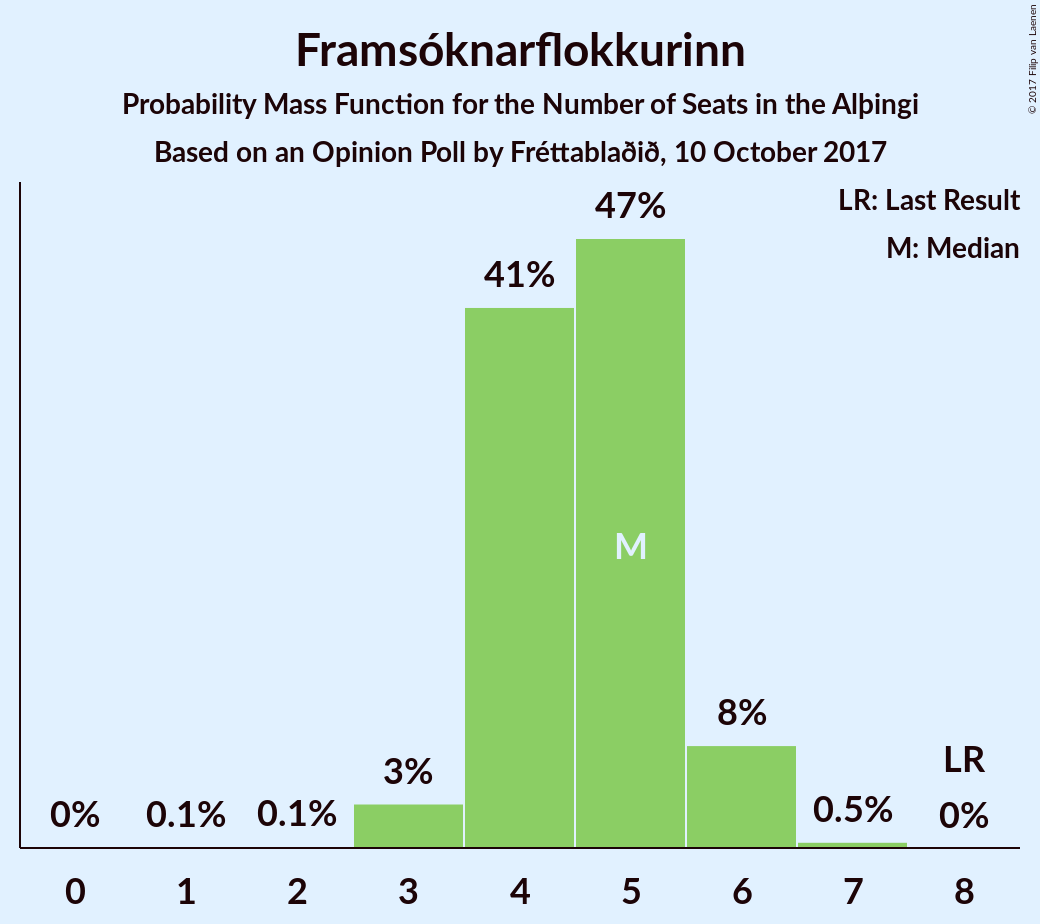 Framsóknarflokkurinn
Probability Mass Function for the Number of Seats in the Alþingi
Based on an Opinion Poll by Fréttablaðið, 10 October 2017
© 2017 Filip van Laenen
LR: Last Result
M: Median
47%
41%
M
8%
3%
LR
0%
0.1%
0.1%
0.5%
0%
0 1 2 3 4 5 6 7 8